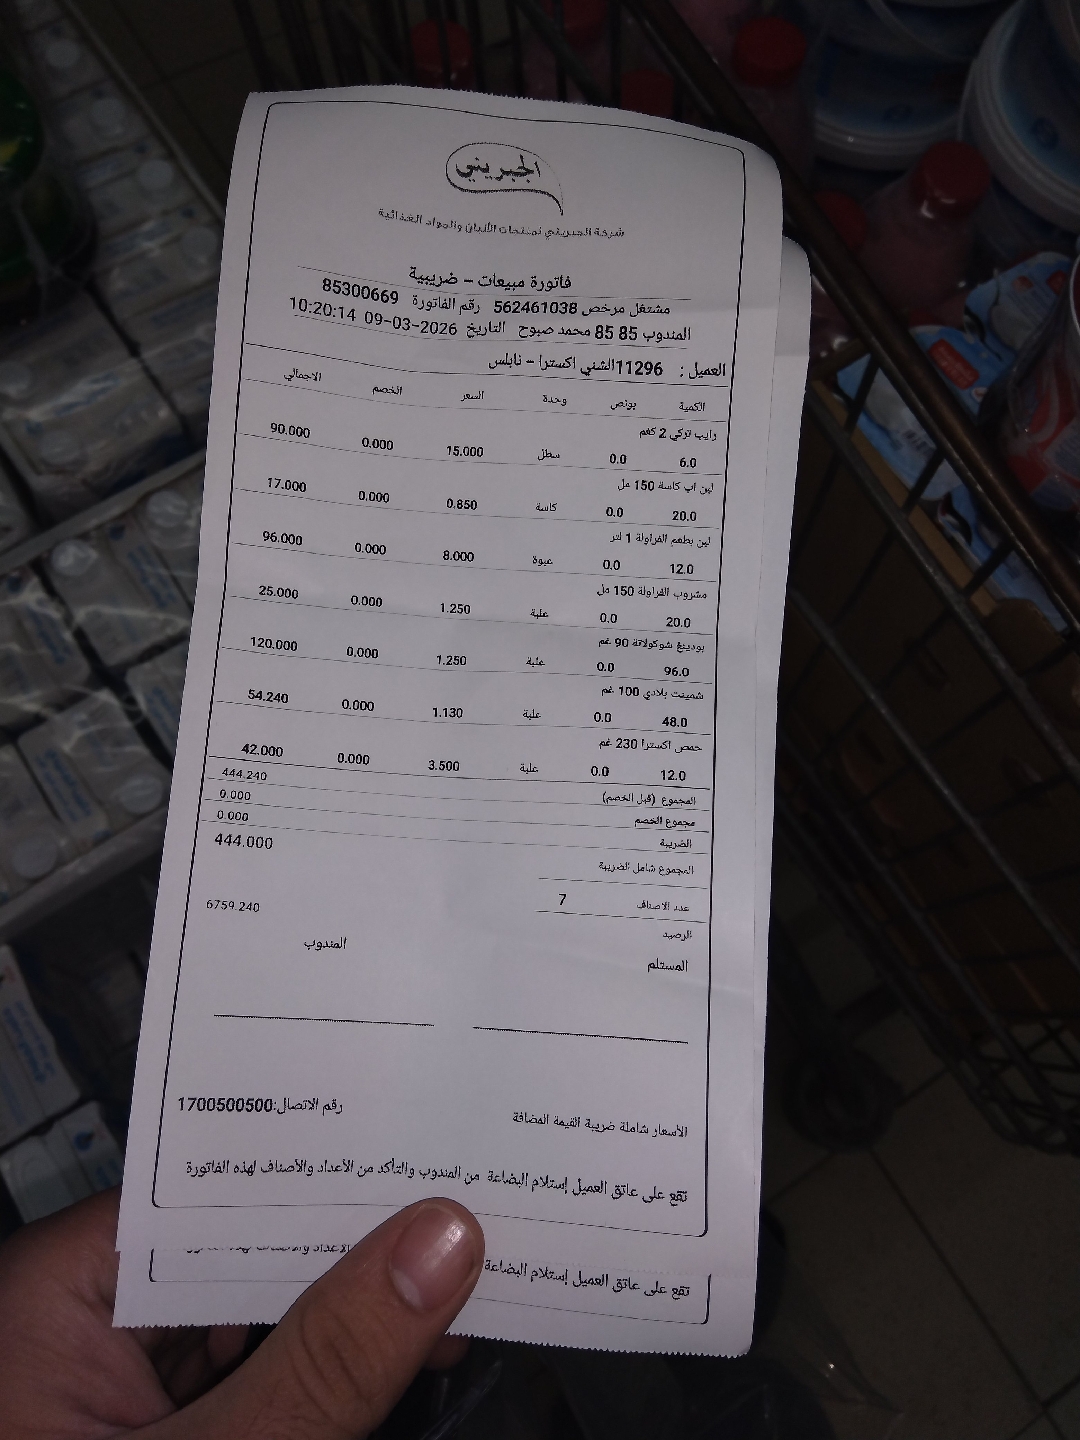 الجبريني
شركة الجبريني لمنتجات الألبان والمواد الغذائية
فاتورة مبيعات - ضريبية
مشتغل مرخص 562461038 رقم الفاتورة 85300669
المندوب 85 85 محمد صبوح التاريخ 2026-03-09 10:20:14
العميل : 11296الشني اكسترا - نابلس
الكمية بونص وحدة السعر الخصم الاجمالي
رايب تركي 2 كغم
6.0 0.0 سطل 15.000 0.000 90.000
لبن اب كاسة 150 مل
20.0 0.0 كاسة 0.850 0.000 17.000
لبن بطعم الفراولة 1 لتر
12.0 0.0 عبوة 8.000 0.000 96.000
مشروب الفراولة 150 مل
20.0 0.0 علبة 1.250 0.000 25.000
بودينغ شوكولاتة 90 غم
96.0 0.0 علبة 1.250 0.000 120.000
شمينت بلادي 100 غم
48.0 0.0 علبة 1.130 0.000 54.240
حمص اكسترا 230 غم
12.0 0.0 علبة 3.500 0.000 42.000
المجموع (قبل الخصم) 444.240
مجموع الخصم 0.000
الضريبة 0.000
المجموع شامل الضريبة 444.000
عدد الاصناف 7
الرصيد 6759.240
المستلم المندوب
الأسعار شاملة ضريبة القيمة المضافة رقم الاتصال:1700500500
تقع على عاتق العميل إستلام البضاعة من المندوب والتأكد من الأعداد والأصناف لهذه الفاتورة
تقع على عاتق العميل إستلام البضاعة